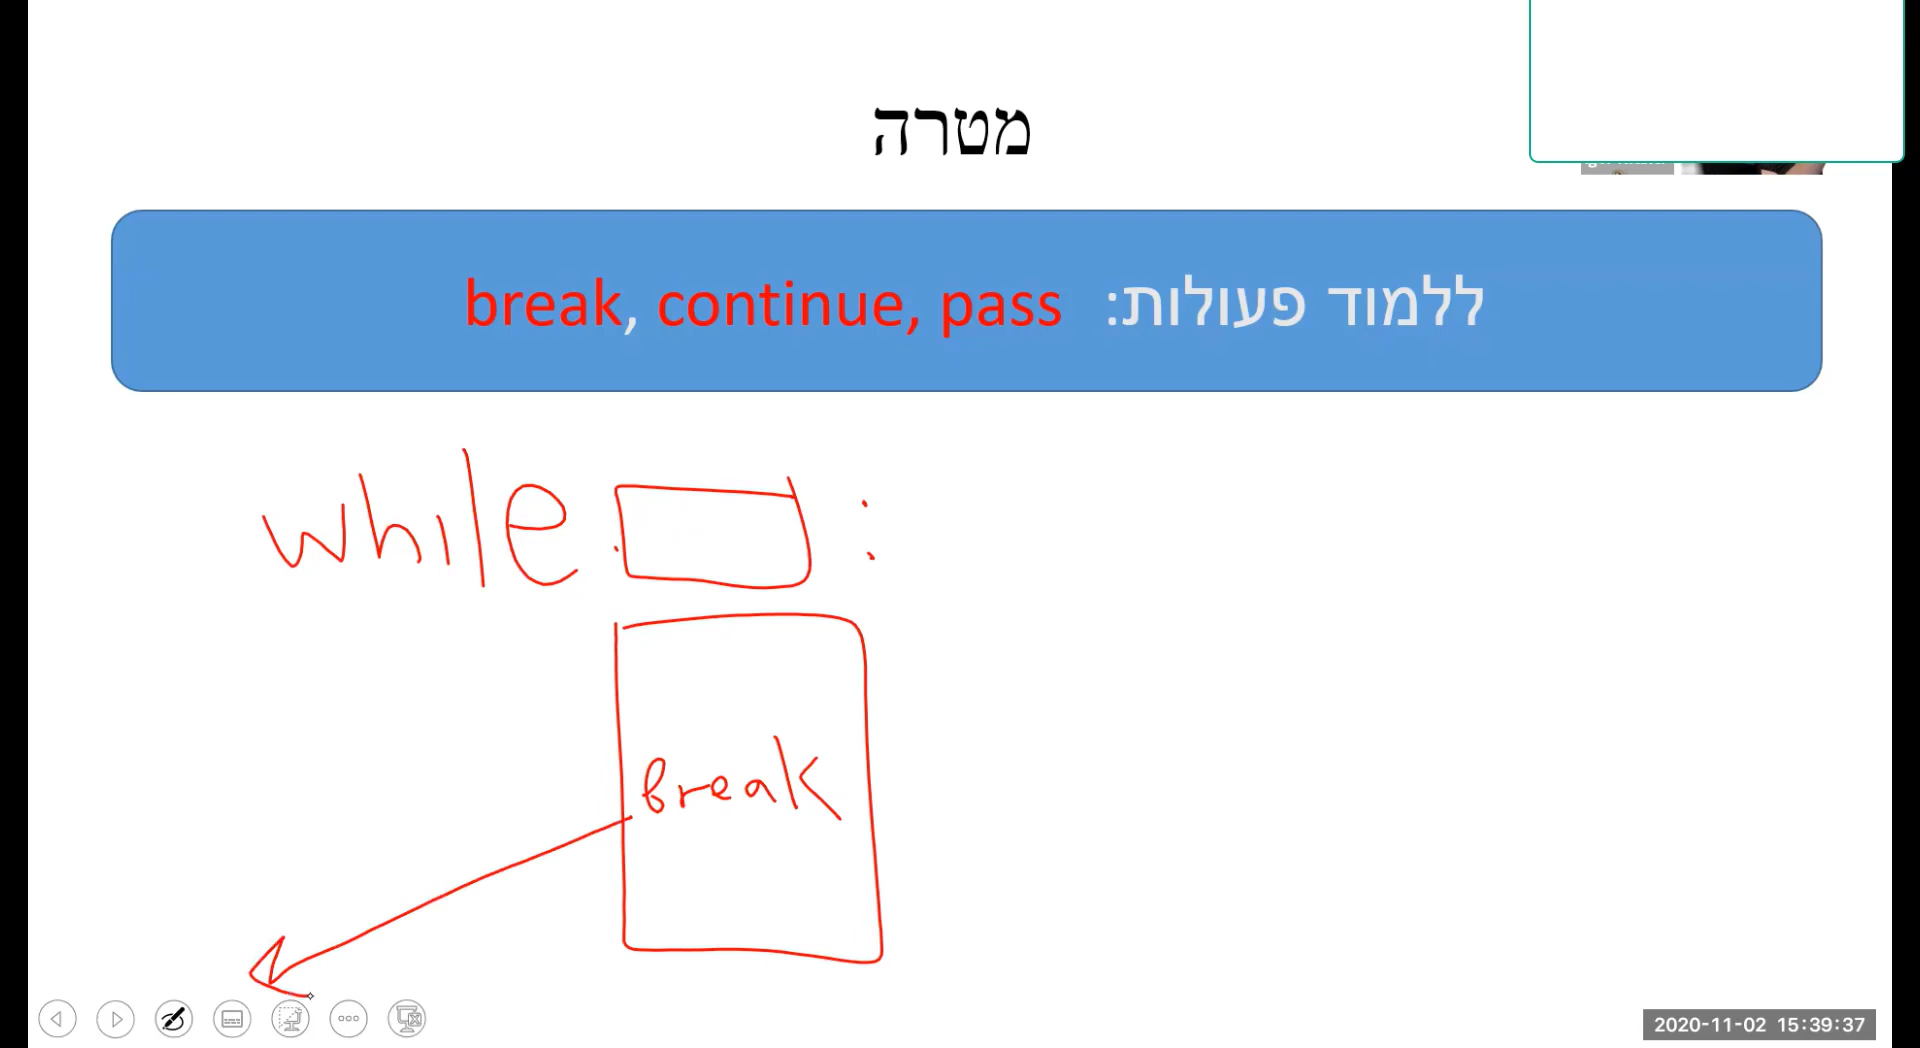 מטרה
ללמוד פעולות: break, continue, pass
while :
break
2020-11-02 15:39:37